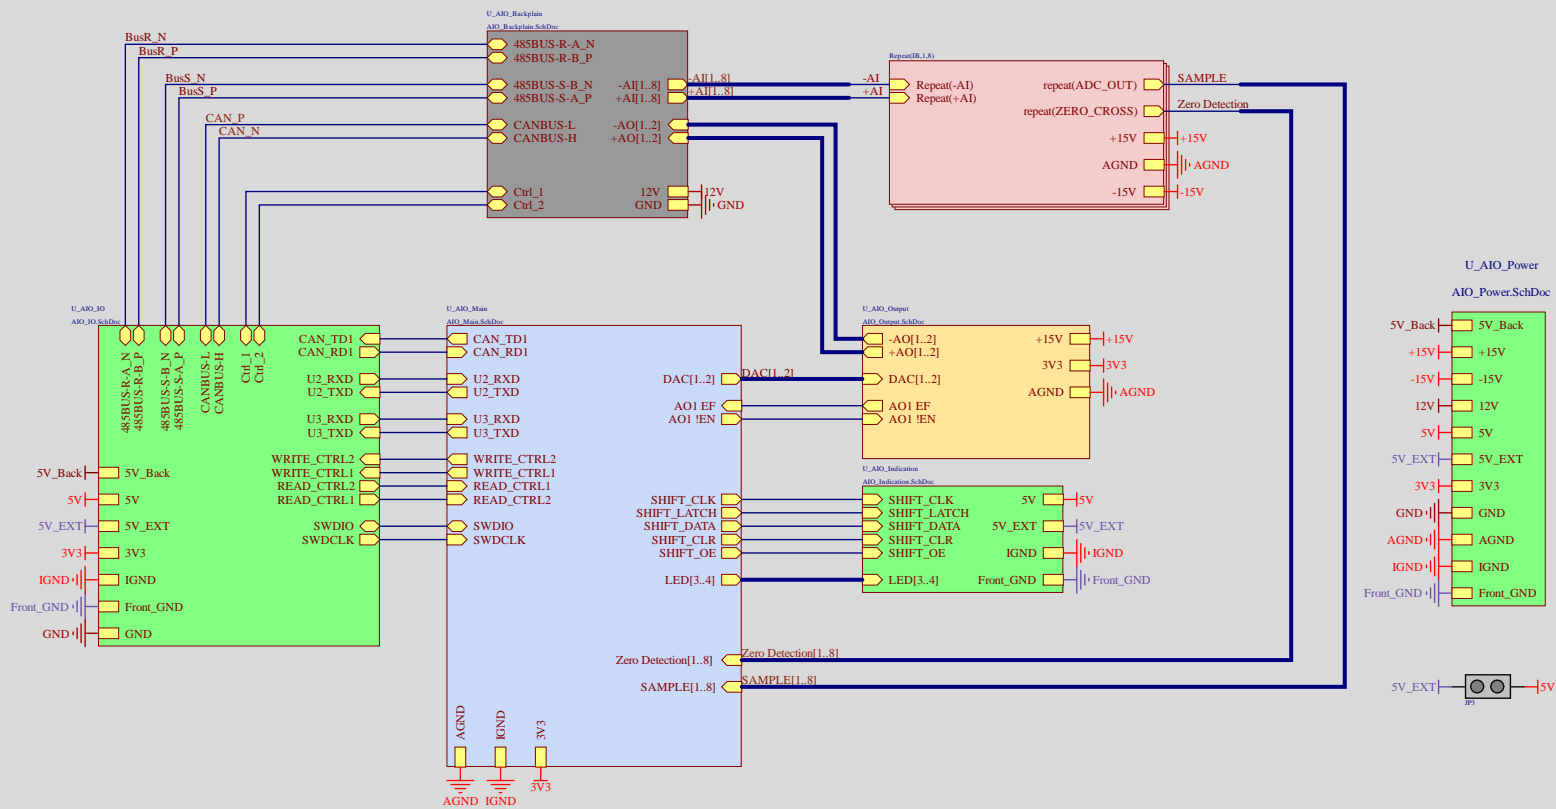 U_AIO_Backplain
AIO_Backplain.SchDoc
BusR_N
BusR_P
BusS_N
BusS_P
CAN_P
CAN_N
485BUS-R-A_N
485BUS-R-B_P
485BUS-S-B_N
485BUS-S-A_P
CANBUS-L
CANBUS-H
Ctrl_1
Ctrl_2
-AI[1..8]
+AI[1..8]
-AO[1..2]
+AO[1..2]
12V
GND
-AI[1..8]
+AI[1..8]
12V
GND
-AI
+AI
Repeat(IB,1,8)
Repeat(-AI)
Repeat(+AI)
repeat(ADC_OUT)
repeat(ZERO_CROSS)
+15V
AGND
-15V
SAMPLE
Zero Detection
+15V
AGND
-15V
U_AIO_IO
AIO_IO.SchDoc
485BUS-R-A_N
485BUS-R-B_P
485BUS-S-B_N
485BUS-S-A_P
CANBUS-L
CANBUS-H
Ctrl_1
Ctrl_2
CAN_TD1
CAN_RD1
U2_RXD
U2_TXD
U3_RXD
U3_TXD
WRITE_CTRL2
WRITE_CTRL1
READ_CTRL2
READ_CTRL1
SWDIO
SWDCLK
5V_Back
5V_Back
5V
5V
5V_EXT
5V_EXT
3V3
3V3
IGND
IGND
Front_GND
Front_GND
GND
GND
U_AIO_Main
AIO_Main.SchDoc
CAN_TD1
CAN_RD1
U2_RXD
U2_TXD
U3_RXD
U3_TXD
WRITE_CTRL2
WRITE_CTRL1
READ_CTRL1
READ_CTRL2
SWDIO
SWDCLK
DAC[1..2]
AO1 EF
AO1 !EN
SHIFT_CLK
SHIFT_LATCH
SHIFT_DATA
SHIFT_CLR
SHIFT_OE
LED[3..4]
Zero Detection[1..8]
SAMPLE[1..8]
AGND
IGND
3V3
AGND
IGND
3V3
DAC[1..2]
Zero Detection[1..8]
SAMPLE[1..8]
U_AIO_Output
AIO_Output.SchDoc
-AO[1..2]
+AO[1..2]
DAC[1..2]
AO1 EF
AO1 !EN
+15V
3V3
AGND
+15V
3V3
AGND
U_AIO_Indication
AIO_Indication.SchDoc
SHIFT_CLK
SHIFT_LATCH
SHIFT_DATA
SHIFT_CLR
SHIFT_OE
LED[3..4]
5V
5V_EXT
IGND
Front_GND
5V
5V_EXT
IGND
Front_GND
U_AIO_Power
AIO_Power.SchDoc
5V_Back
5V_Back
+15V
+15V
-15V
-15V
12V
12V
5V
5V
5V_EXT
5V_EXT
3V3
3V3
GND
GND
AGND
AGND
IGND
IGND
Front_GND
Front_GND
5V_EXT
5V
JP3